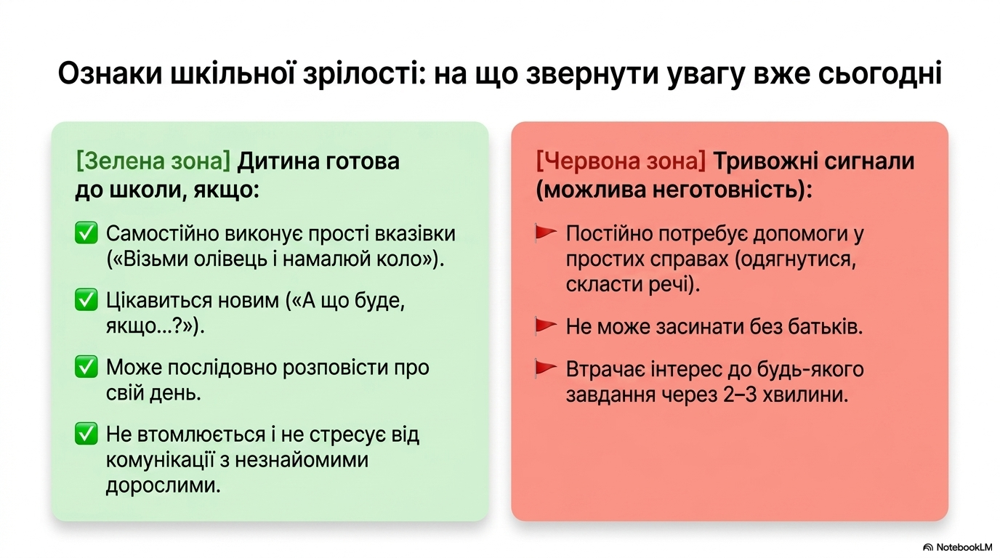 Ознаки шкільної зрілості: на що звернути увагу вже сьогодні
[Зелена зона] Дитина готова
до школи, якщо:
Самостійно виконує прості вказівки
(«Візьми олівець і намалюй коло»).
Цікавиться новим («А що буде,
якщо...?»).
Може послідовно розповісти про
свій день.
Не втомлюється і не стресує від
комунікації з незнайомими
дорослими.
[Червона зона] Тривожні сигнали
(можлива неготовність):
Постійно потребує допомоги у
простих справах (одягнутися,
скласти речі).
Не може засинати без батьків.
Втрачає інтерес до будь-якого
завдання через 2–3 хвилини.
NotebookLM